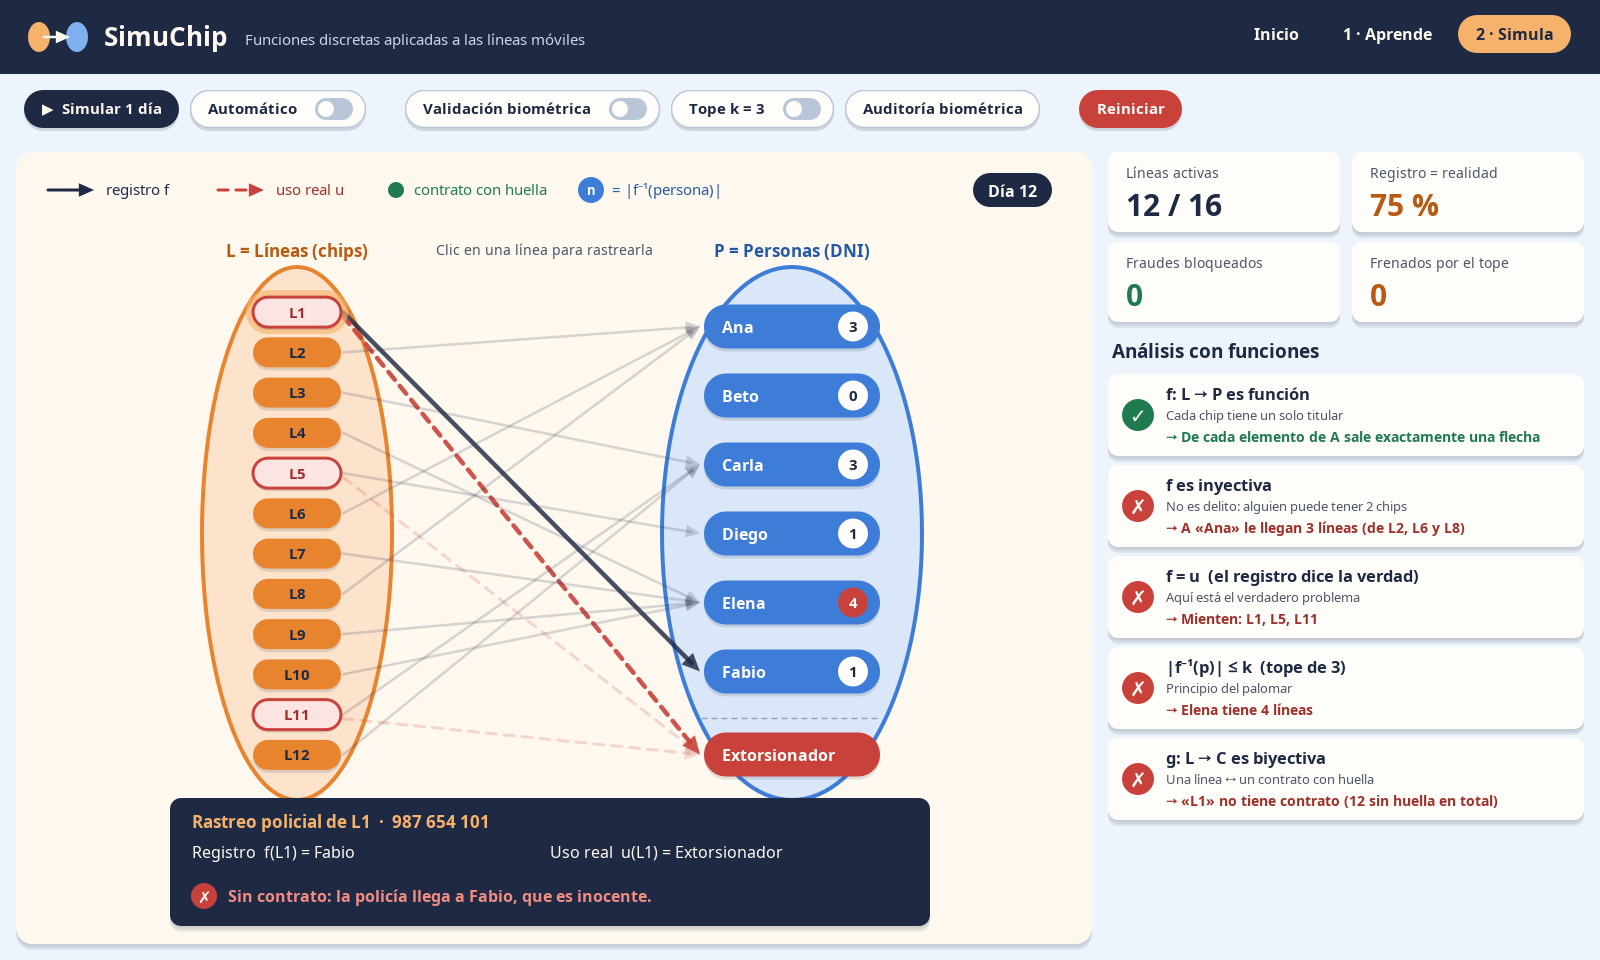 SimuChip
Funciones discretas aplicadas a las líneas móviles
Inicio
1 · Aprende
2 · Simula
▶ Simular 1 día
Automático
Validación biométrica
Tope k = 3
Auditoría biométrica
Reiniciar
registro f
uso real u
contrato con huella
n = |f⁻¹(persona)|
Día 12
L = Líneas (chips)
Clic en una línea para rastrearla
P = Personas (DNI)
L1
L2
L3
L4
L5
L6
L7
L8
L9
L10
L11
L12
Ana 3
Beto 0
Carla 3
Diego 1
Elena 4
Fabio 1
Extorsionador
Rastreo policial de L1 · 987 654 101
Registro f(L1) = Fabio
Uso real u(L1) = Extorsionador
✗ Sin contrato: la policía llega a Fabio, que es inocente.
Líneas activas
12 / 16
Registro = realidad
75 %
Fraudes bloqueados
0
Frenados por el tope
0
Análisis con funciones
✓ f: L → P es función
Cada chip tiene un solo titular
→ De cada elemento de A sale exactamente una flecha
✗ f es inyectiva
No es delito: alguien puede tener 2 chips
→ A «Ana» le llegan 3 líneas (de L2, L6 y L8)
✗ f = u (el registro dice la verdad)
Aquí está el verdadero problema
→ Mienten: L1, L5, L11
✗ |f⁻¹(p)| ≤ k (tope de 3)
Principio del palomar
→ Elena tiene 4 líneas
✗ g: L → C es biyectiva
Una línea ↔ un contrato con huella
→ «L1» no tiene contrato (12 sin huella en total)